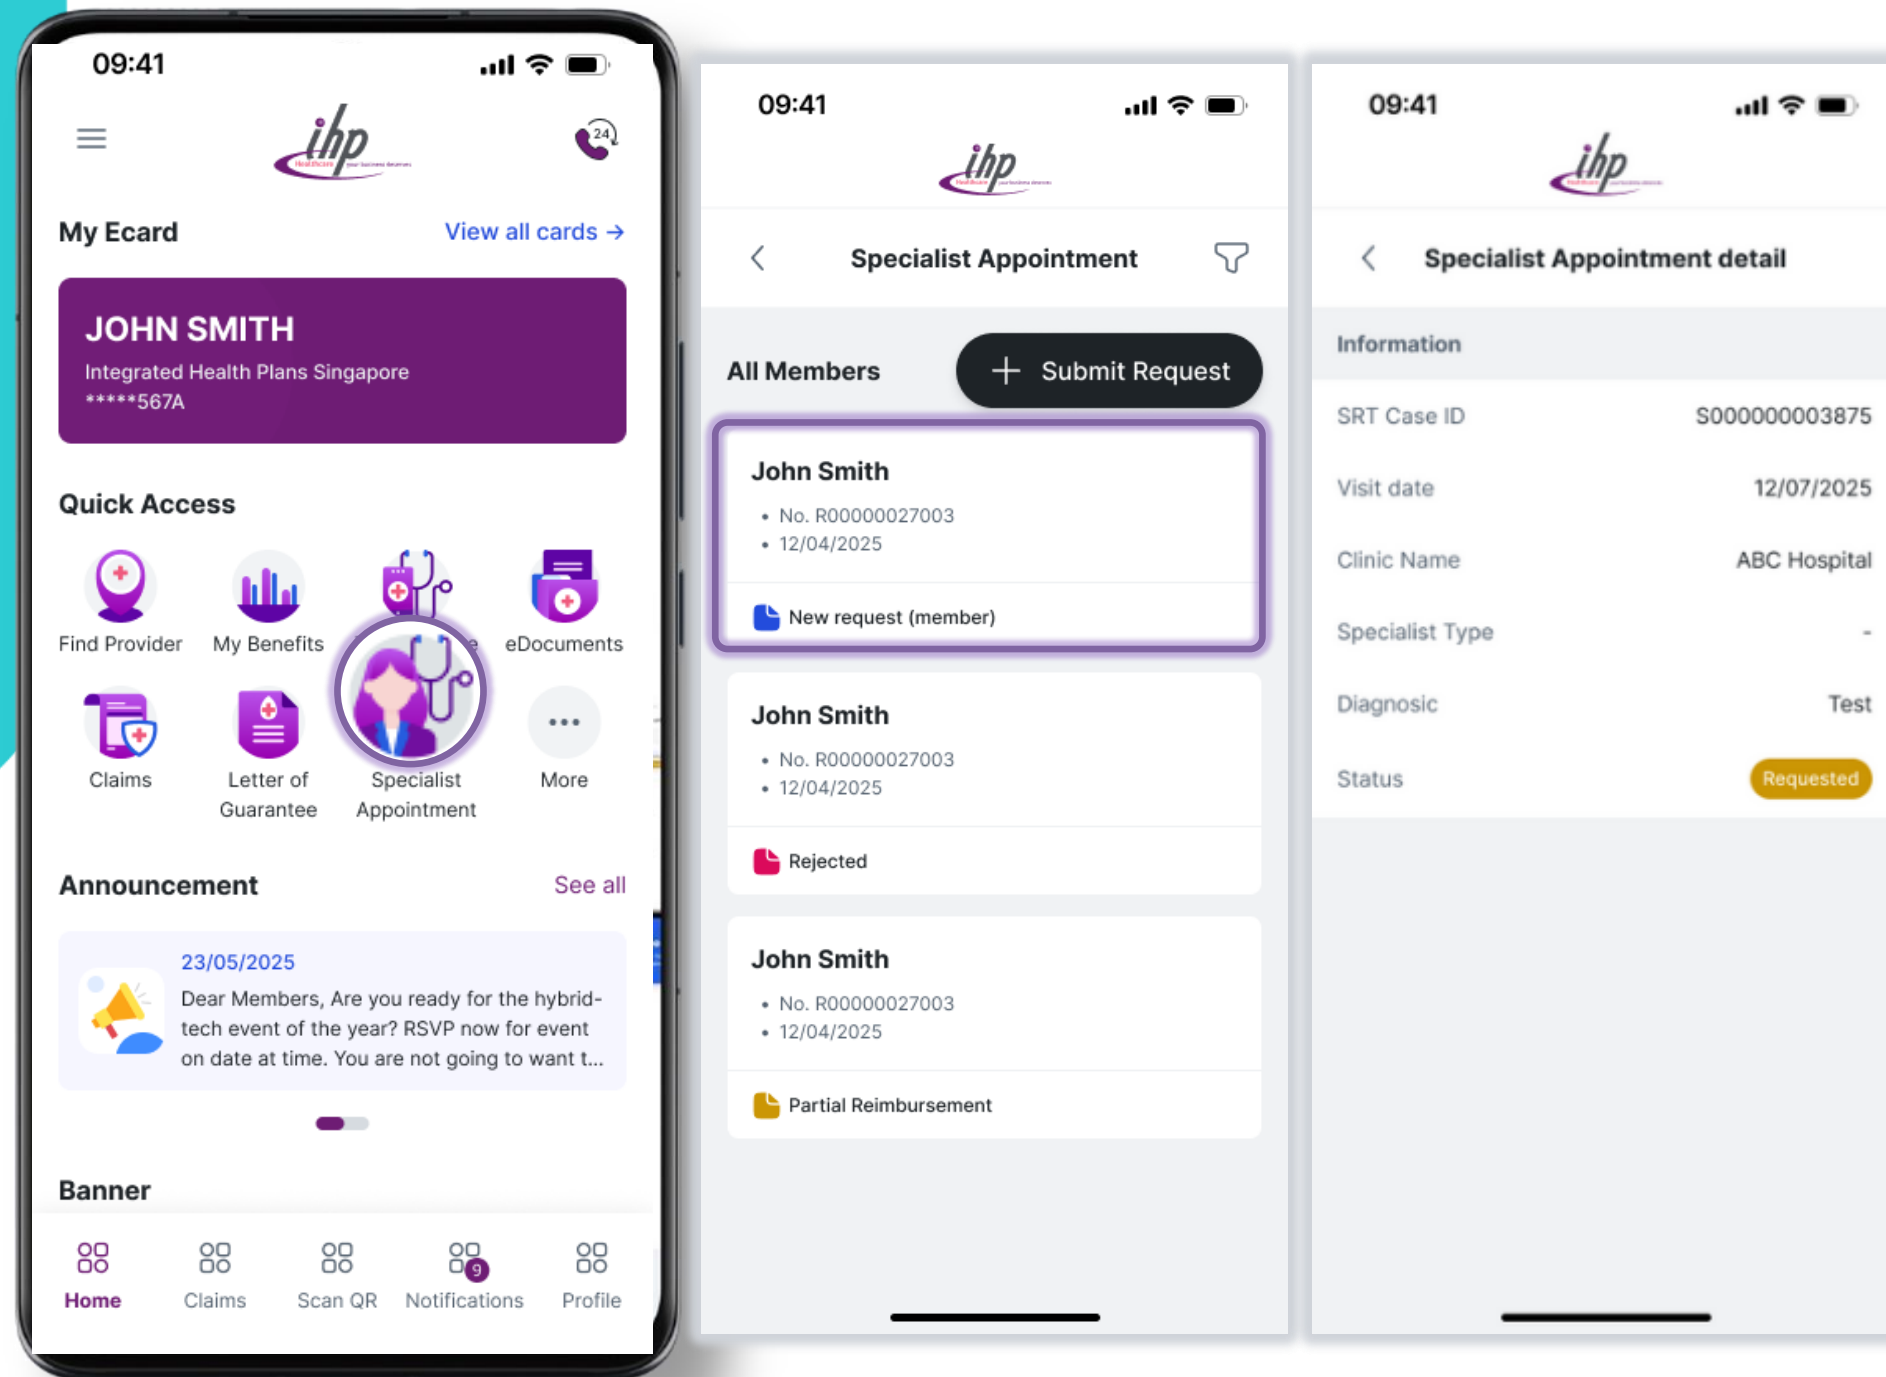 09:41
24
ihp
My Ecard
View all cards →
JOHN SMITH
Integrated Health Plans Singapore
*****567A
Quick Access
Find Provider
My Benefits
eDocuments
Claims
Letter of
Guarantee
Specialist
Appointment
More
Announcement
See all
23/05/2025
Dear Members, Are you ready for the hybrid-
tech event of the year? RSVP now for event
on date at time. You are not going to want t...
Banner
Home
Claims
Scan QR
9
Notifications
Profile
09:41
ihp
Specialist Appointment
All Members
+ Submit Request
John Smith
• No. R00000027003
• 12/04/2025
New request (member)
John Smith
• No. R00000027003
• 12/04/2025
Rejected
John Smith
• No. R00000027003
• 12/04/2025
Partial Reimbursement
09:41
ihp
Specialist Appointment detail
Information
SRT Case ID S000000003875
Visit date 12/07/2025
Clinic Name ABC Hospital
Specialist Type -
Diagnosic Test
Status Requested